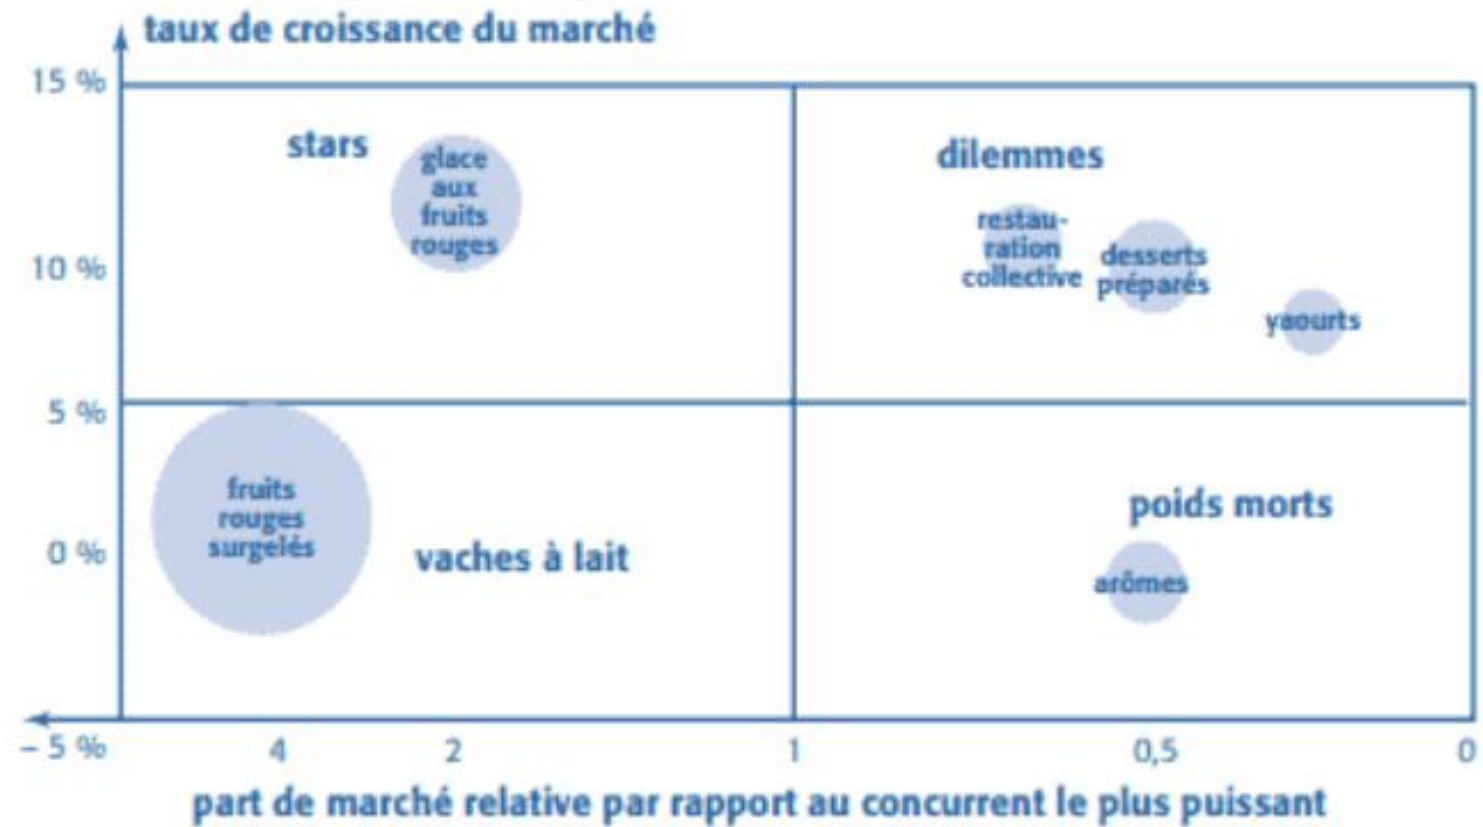 taux de croissance du marché
15 %
stars
glace
aux
fruits
rouges
dilemmes
restau-
ration
collective
desserts
préparés
yaourts
10 %
5 %
fruits
rouges
surgelés
vaches à lait
poids morts
arômes
0 %
– 5 %
4
2
1
0,5
0
part de marché relative par rapport au concurrent le plus puissant